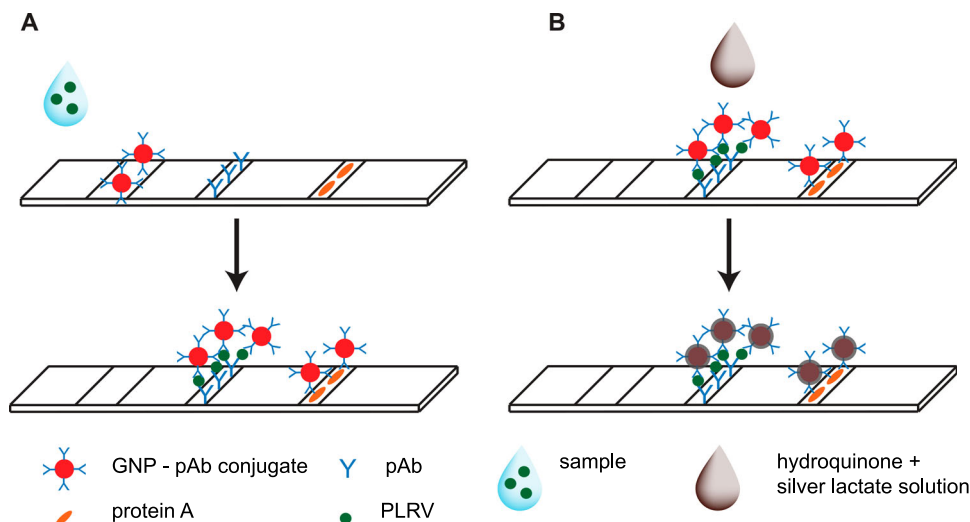 A
B
GNP - pAb conjugate
pAb
sample
hydroquinone +
silver lactate solution
protein A
PLRV